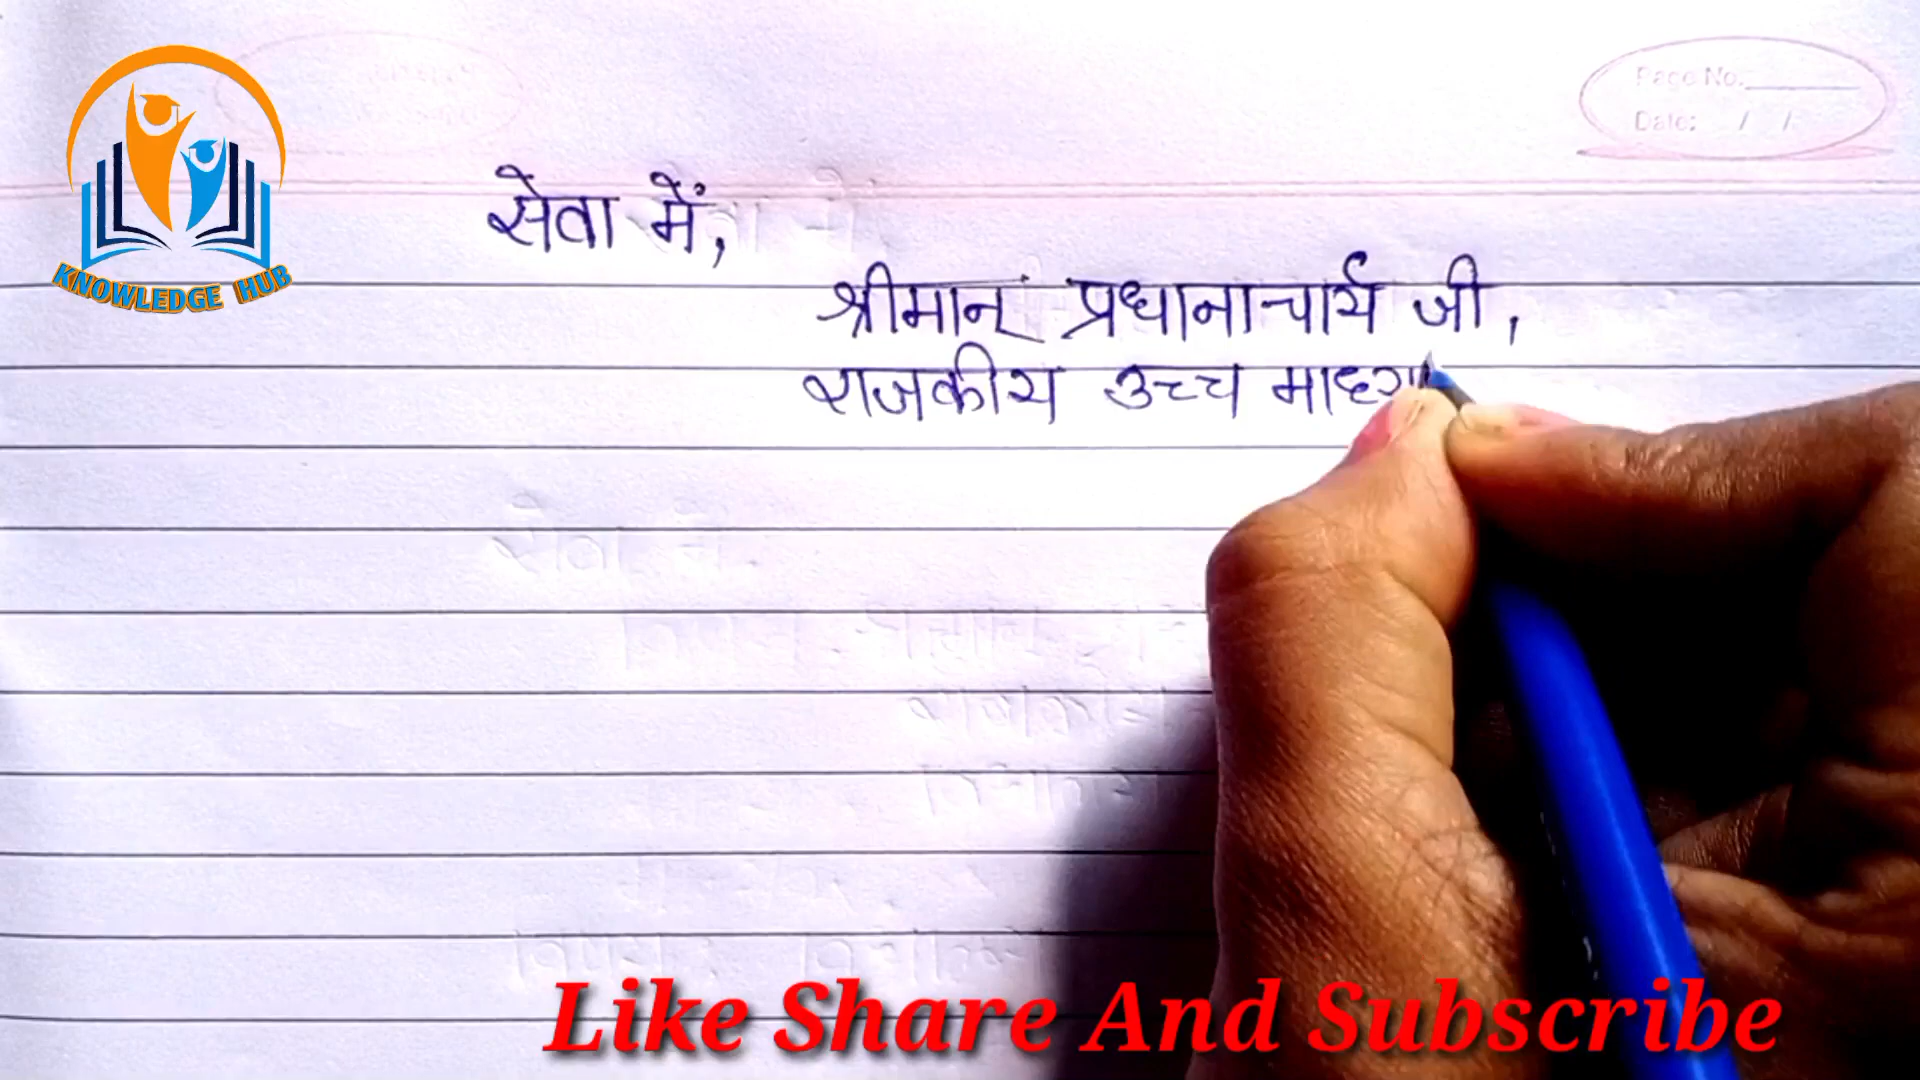 Page No.
Date: / /
सेवा में,
श्रीमान् प्रधानाचार्य जी,
राजकीय उच्च
KNOWLEDGE HUB
Like Share And Subscribe